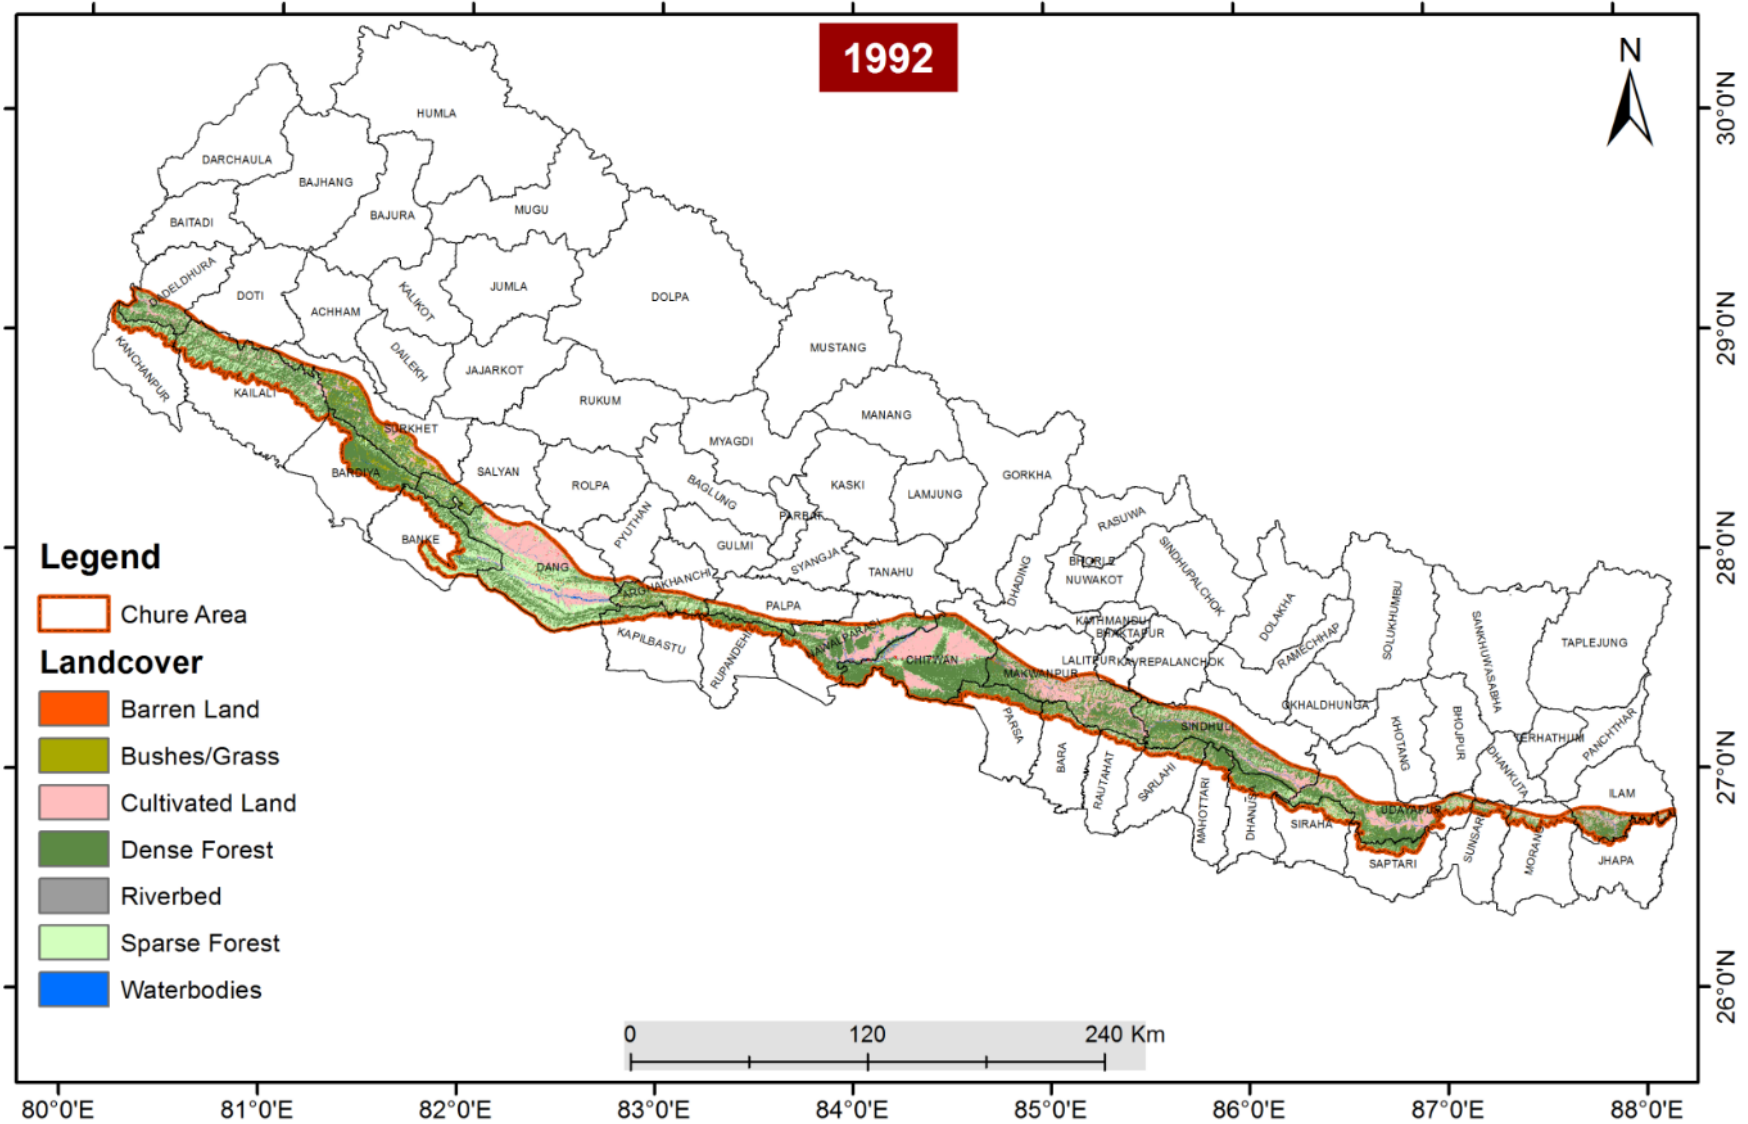 1992
N
HUMLA
DARCHAULA
BAJHANG
BAJURA
MUGU
BAITADI
DADELDHURA
DOTI
ACHHAM
KALIKOT
JUMLA
DOLPA
KANCHANPUR
KAILALI
DAILEKH
JAJARKOT
MUSTANG
RUKUM
MANANG
SURKHET
MYAGDI
BARDIYA
SALYAN
ROLPA
BAGLUNG
KASKI
LAMJUNG
GORKHA
PARBAT
RASUWA
BANKE
PYUTHAN
GULMI
SYANGJA
TANAHU
DHADING
BHORLE
NUWAKOT
SINDHUPALCHOK
DANG
ARGHAKHANCHI
PALPA
KATHMANDU
BHAKTAPUR
DOLAKHA
RAMECHHAP
SOLUKHUMBU
SANKHUWASABHA
TAPLEJUNG
KAPILBASTU
RUPANDEHI
NAWALPARASI
CHITWAN
MAKWANPUR
LALITPUR
KAVREPALANCHOK
OKHALDHUNGA
KHOTANG
BHOJPUR
TERHATHUM
PANCHTHAR
DHANKUTA
PARSA
BARA
RAUTAHAT
SARLAHI
SINDHULI
MAHOTTARI
DHANUSA
SIRAHA
UDAYAPUR
SAPTARI
SUNSARI
MORANG
ILAM
JHAPA
Legend
Chure Area
Landcover
Barren Land
Bushes/Grass
Cultivated Land
Dense Forest
Riverbed
Sparse Forest
Waterbodies
0 120 240 Km
30°0'N
29°0'N
28°0'N
27°0'N
26°0'N
80°0'E 81°0'E 82°0'E 83°0'E 84°0'E 85°0'E 86°0'E 87°0'E 88°0'E